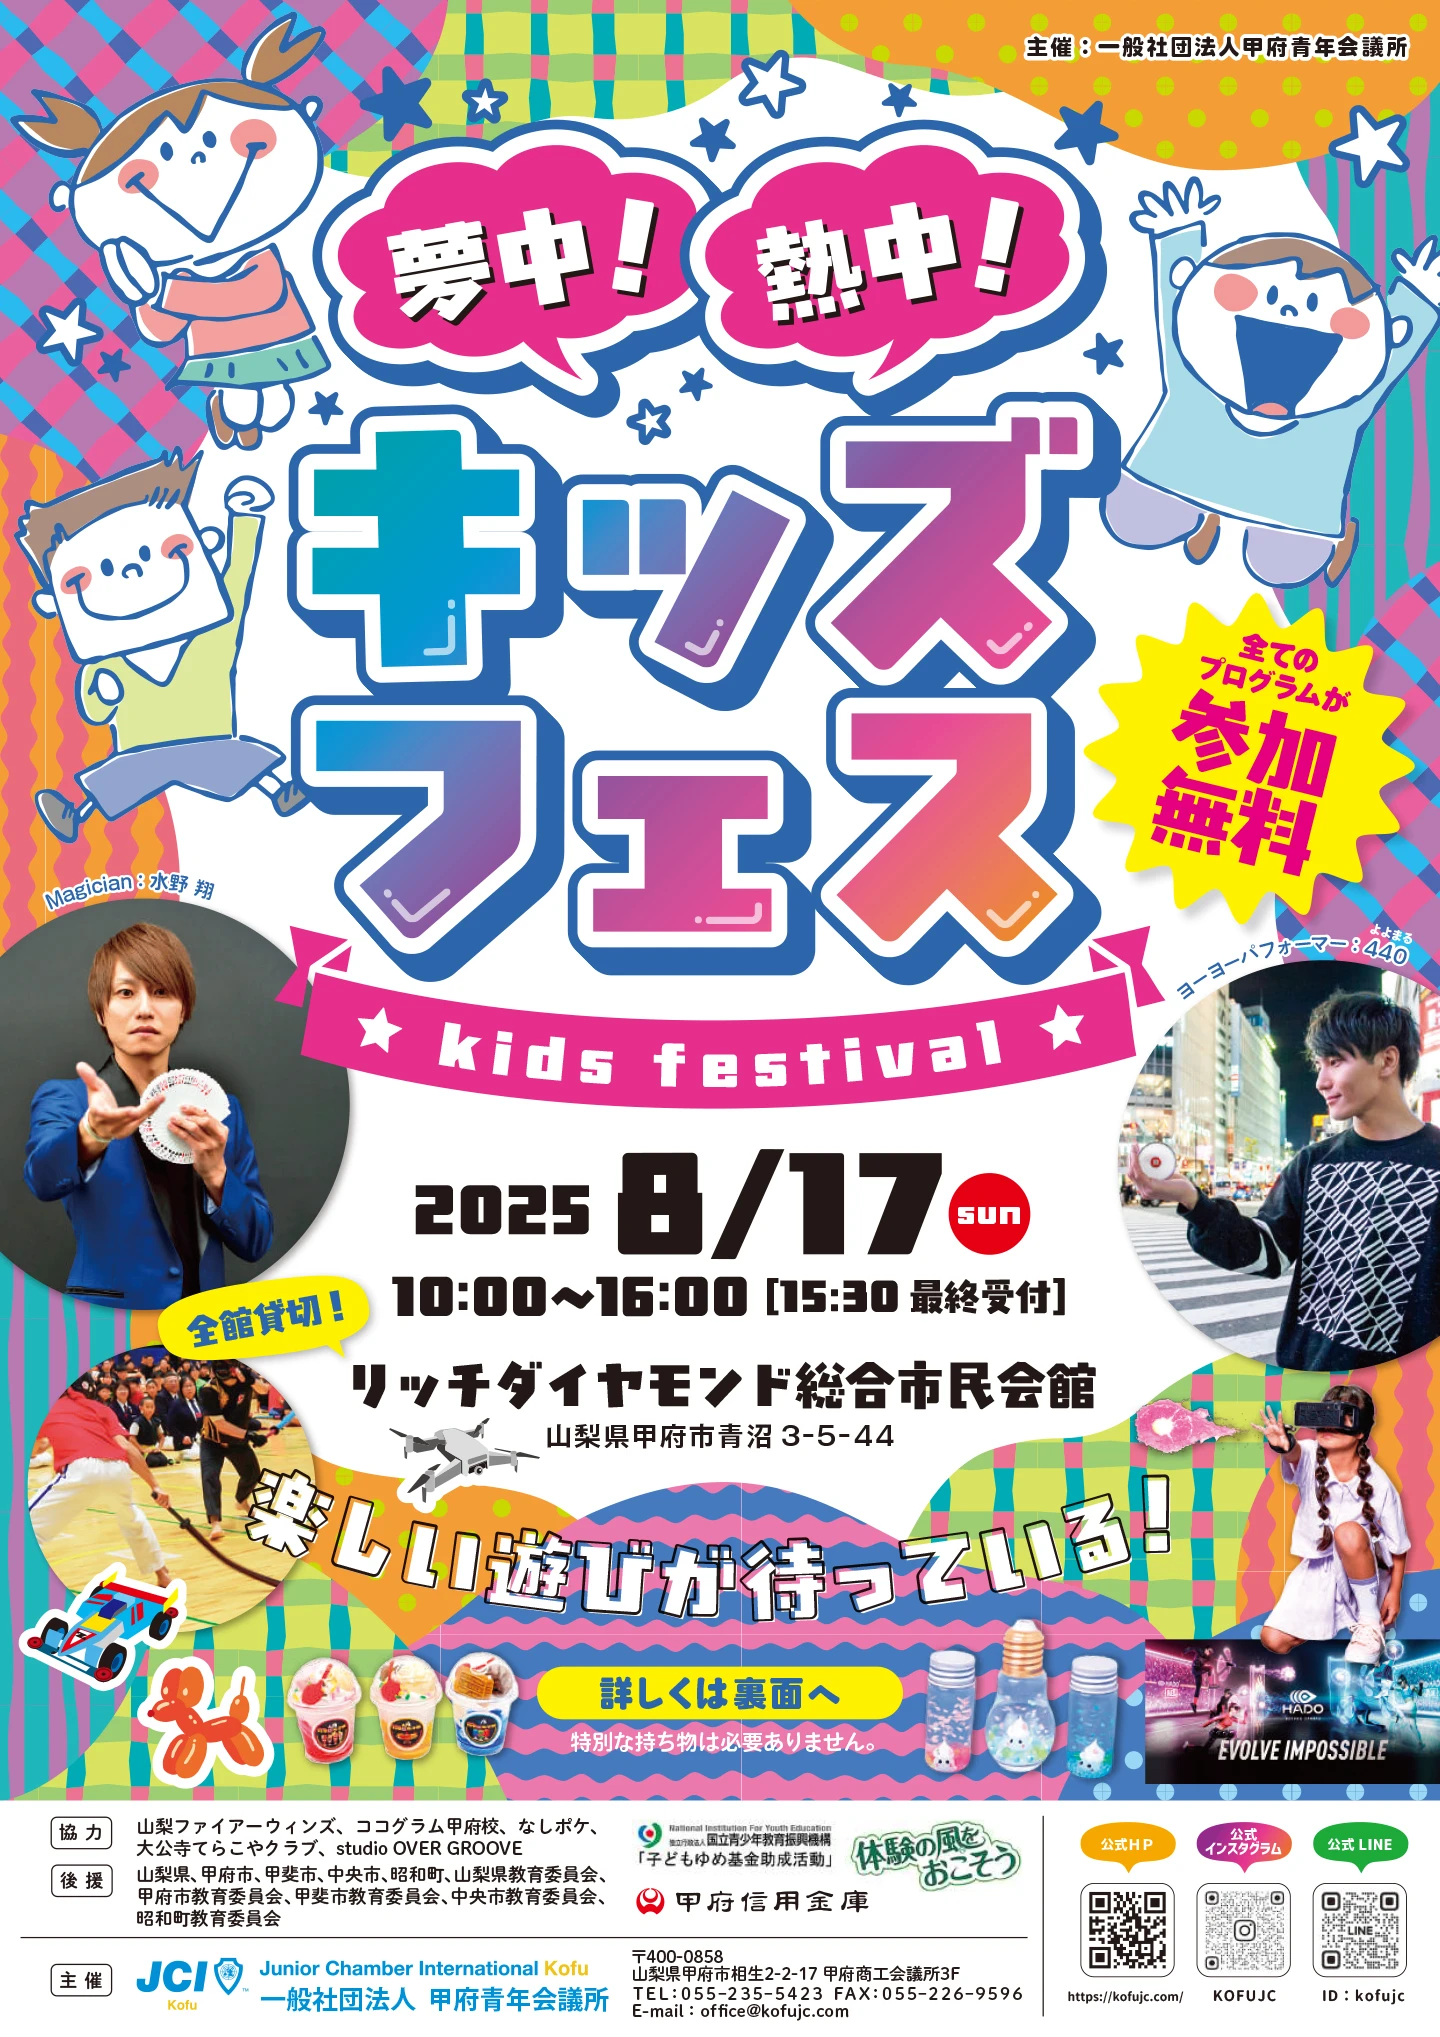 主催：一般社団法人甲府青年会議所
夢中！
熱中！
キッズ
フェス
全ての
プログラムが
参加
無料
Magician：水野 翔
よよまる
ヨーヨーパフォーマー：440
kids festival
2025 8/17 sun
10:00～16:00 [15:30 最終受付]
全館貸切！
リッチダイヤモンド総合市民会館
山梨県甲府市青沼 3-5-44
楽しい遊びが待っている！
詳しくは裏面へ
特別な持ち物は必要ありません。
HADO
EVOLVE IMPOSSIBLE
協力
山梨ファイアーウィンズ、ココグラム甲府校、なしポケ、
大公寺てらこやクラブ、studio OVER GROOVE
後援
山梨県、甲府市、甲斐市、中央市、昭和町、山梨県教育委員会、
甲府市教育委員会、甲斐市教育委員会、中央市教育委員会、
昭和町教育委員会
National Institution For Youth Education
独立行政法人 国立青少年教育振興機構
「子どもゆめ基金助成活動」
体験の風を
おこそう
甲府信用金庫
主催
JCI
Kofu
Junior Chamber International Kofu
一般社団法人 甲府青年会議所
〒400-0858
山梨県甲府市相生2-2-17 甲府商工会議所3F
TEL:055-235-5423 FAX:055-226-9596
E-mail：office@kofujc.com
公式HP
https://kofujc.com/
公式
インスタグラム
KOFUJC
公式 LINE
LINE
ID：kofujc